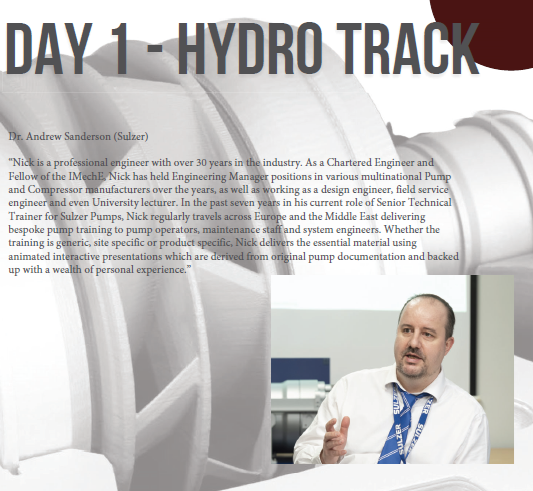 DAY 1 - HYDRO TRACK
Dr. Andrew Sanderson (Sulzer)
"Nick is a professional engineer with over 30 years in the industry. As a Chartered Engineer and
Fellow of the IMechE, Nick has held Engineering Manager positions in various multinational Pump
and Compressor manufacturers over the years, as well as working as a design engineer, field service
engineer and even University lecturer. In the past seven years in his current role of Senior Technical
Trainer for Sulzer Pumps, Nick regularly travels across Europe and the Middle East delivering
bespoke pump training to pump operators, maintenance staff and system engineers. Whether the
training is generic, site specific or product specific, Nick delivers the essential material using
animated interactive presentations which are derived from original pump documentation and backed
up with a wealth of personal experience."
SULZER
ZER
SULZER